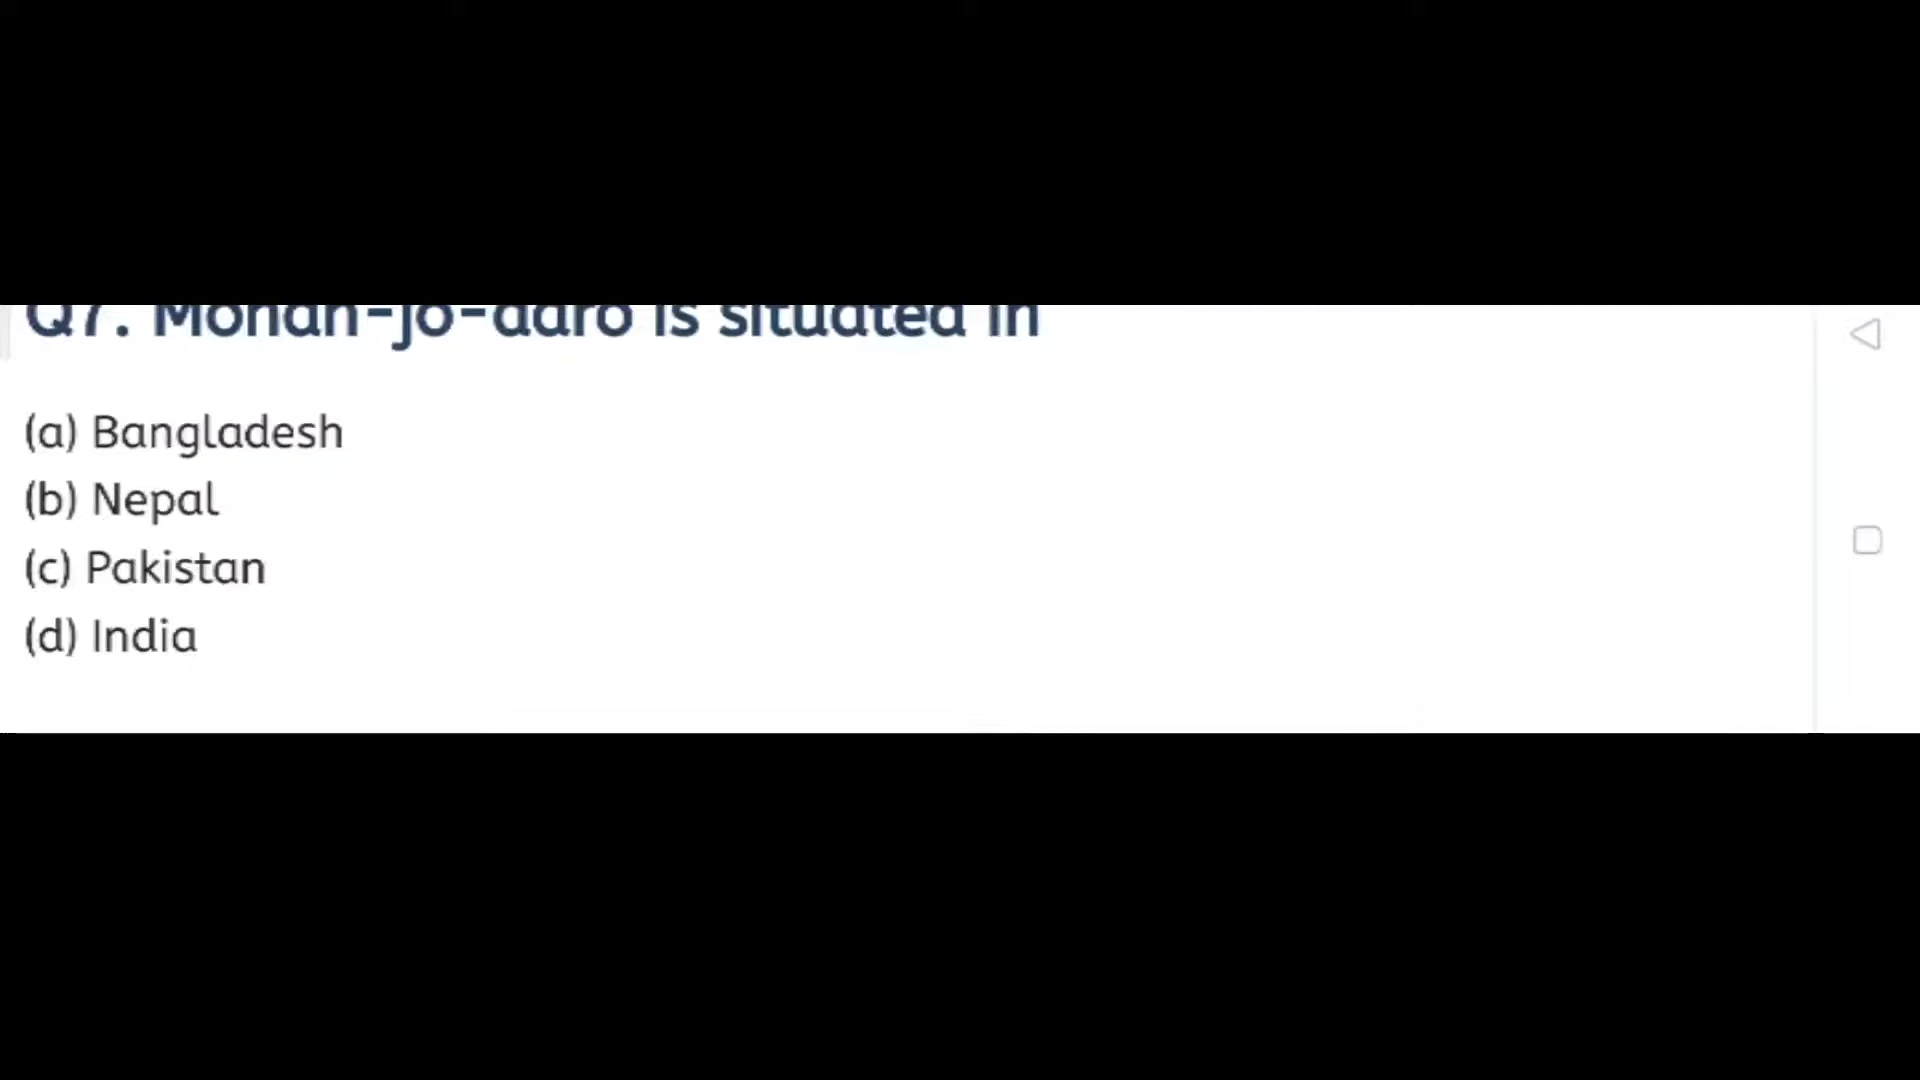 Q7. Mohan-jo-daro is situated in
(a) Bangladesh
(b) Nepal
(c) Pakistan
(d) India